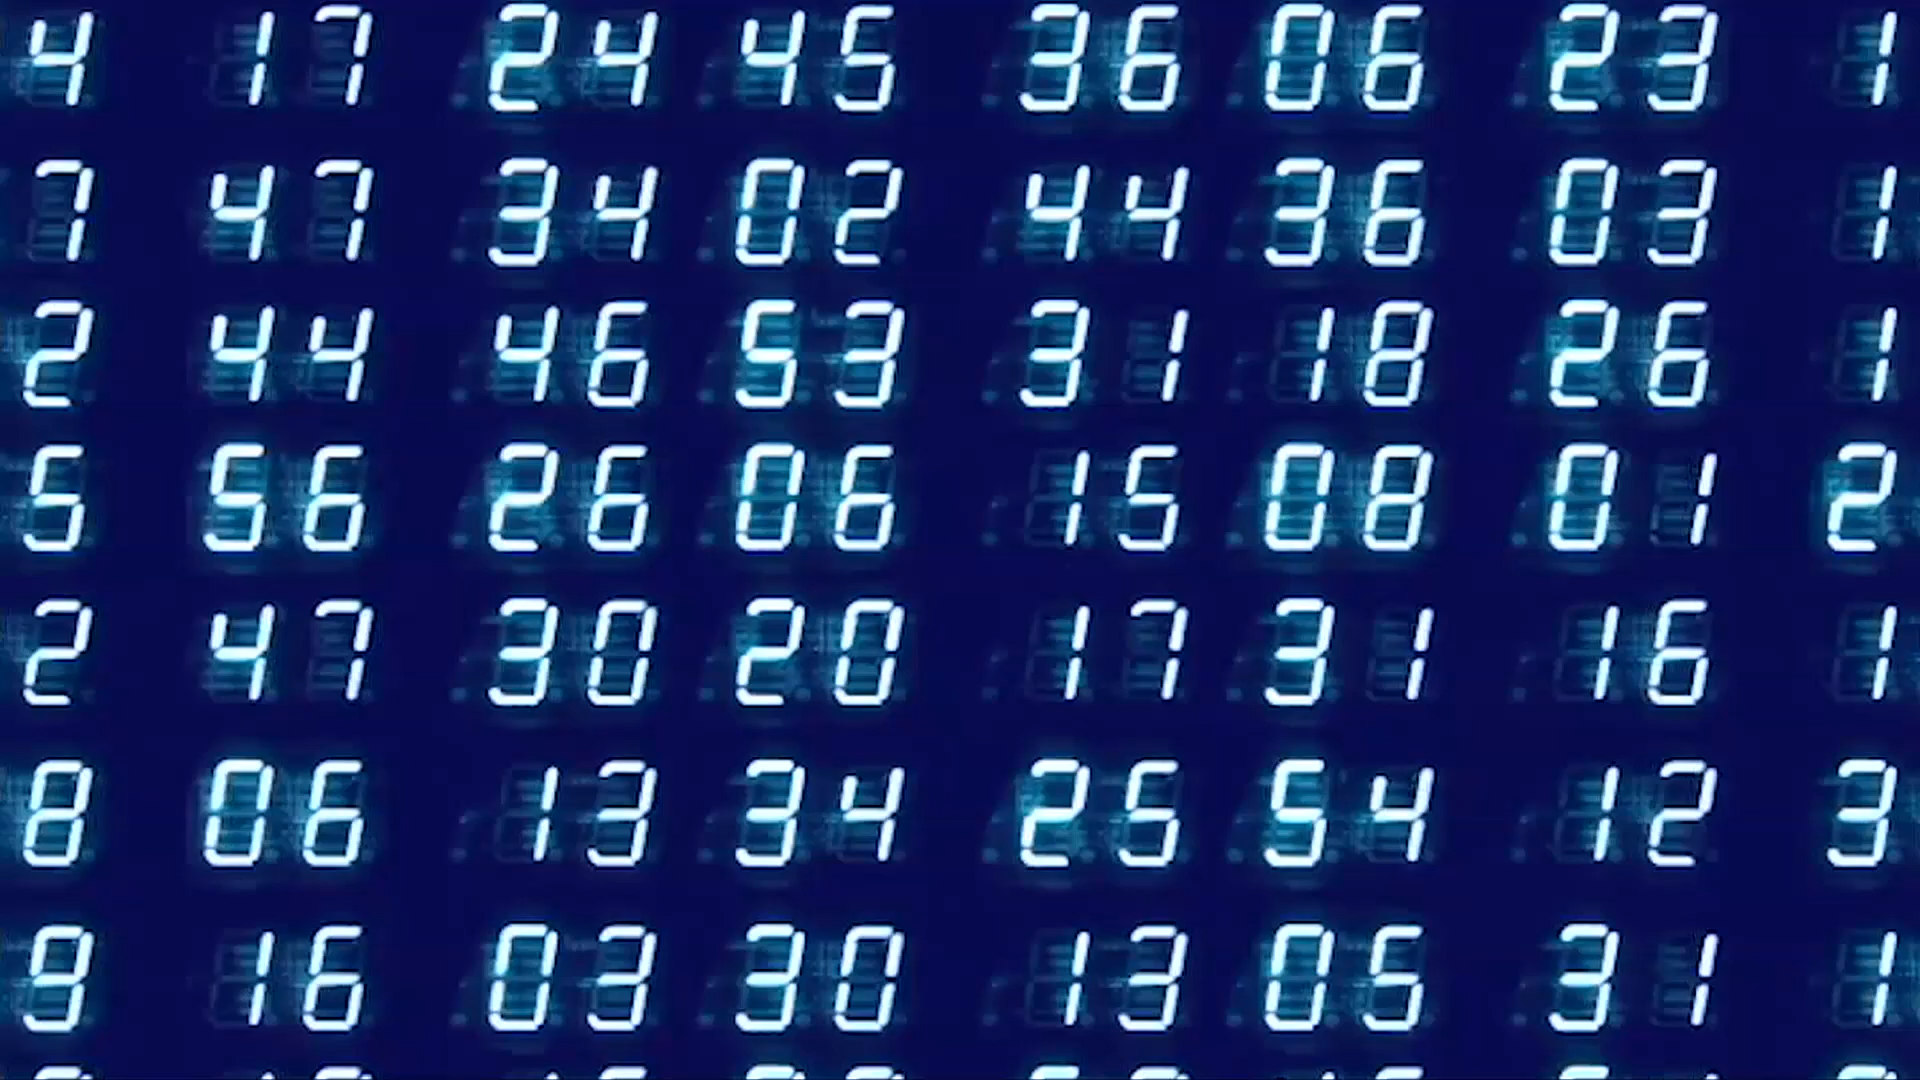 4 17 24 45 36 06 23 1
7 47 34 02 44 36 03 1
2 44 46 53 31 18 26 1
5 56 26 06 15 08 01 2
2 47 30 20 17 31 16 1
8 06 13 34 25 54 12 3
9 16 03 30 13 05 31 1